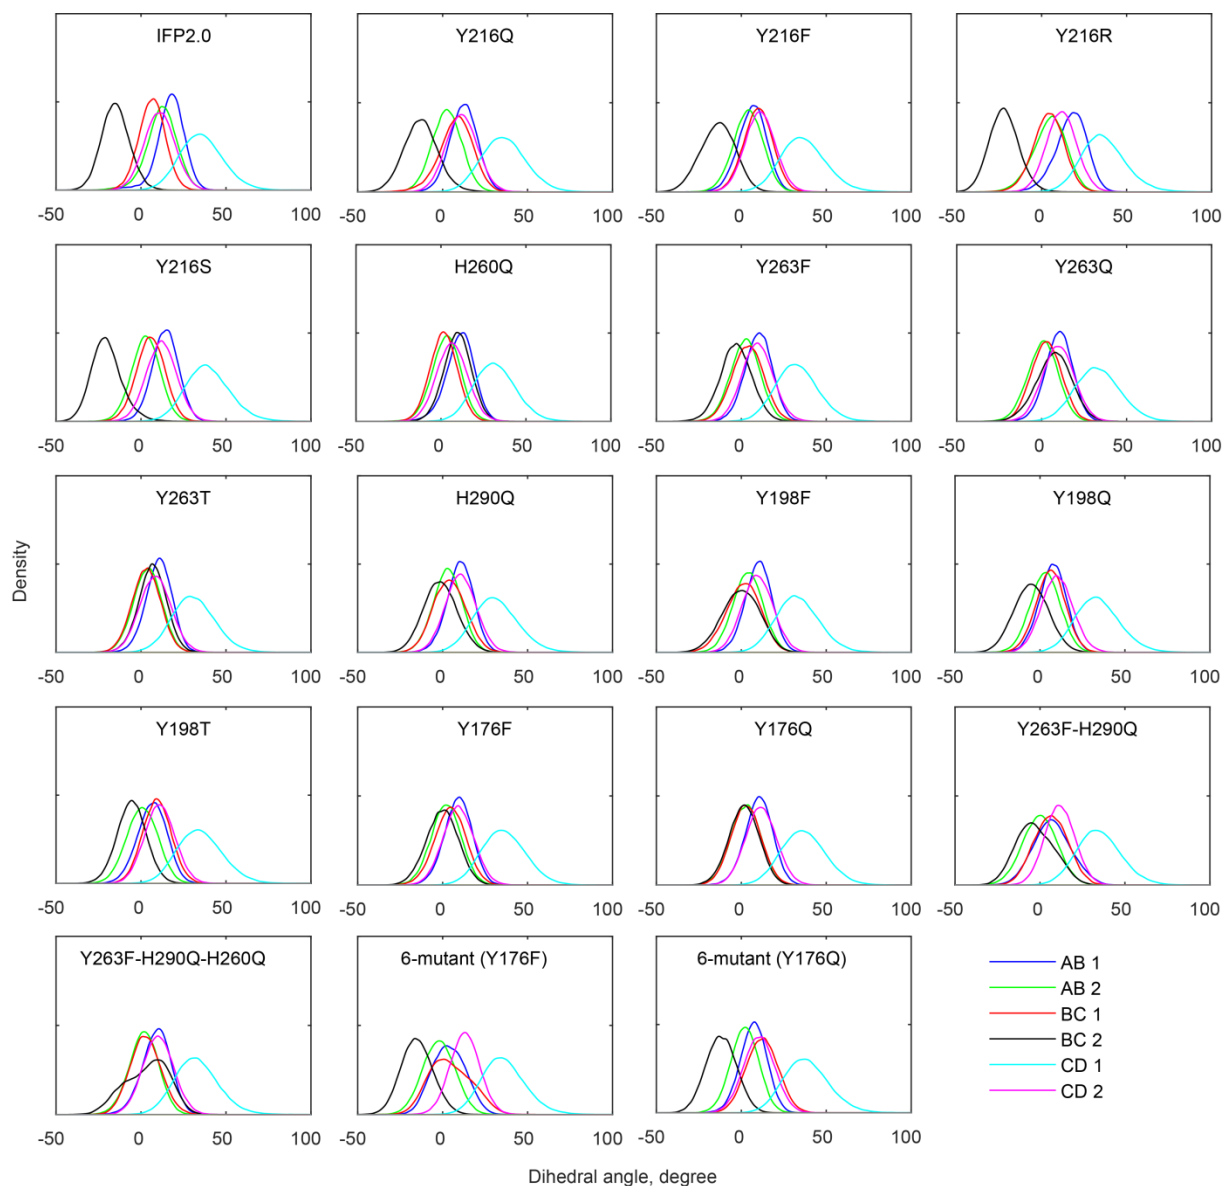 IFP2.0 Y216Q Y216F Y216R
-50 0 50 100 -50 0 50 100 -50 0 50 100 -50 0 50 100
Y216S H260Q Y263F Y263Q
-50 0 50 100 -50 0 50 100 -50 0 50 100 -50 0 50 100
Y263T H290Q Y198F Y198Q
Density
-50 0 50 100 -50 0 50 100 -50 0 50 100 -50 0 50 100
Y198T Y176F Y176Q Y263F-H290Q
-50 0 50 100 -50 0 50 100 -50 0 50 100 -50 0 50 100
Y263F-H290Q-H260Q 6-mutant (Y176F) 6-mutant (Y176Q)
AB 1
AB 2
BC 1
BC 2
CD 1
CD 2
-50 0 50 100 -50 0 50 100 -50 0 50 100
Dihedral angle, degree